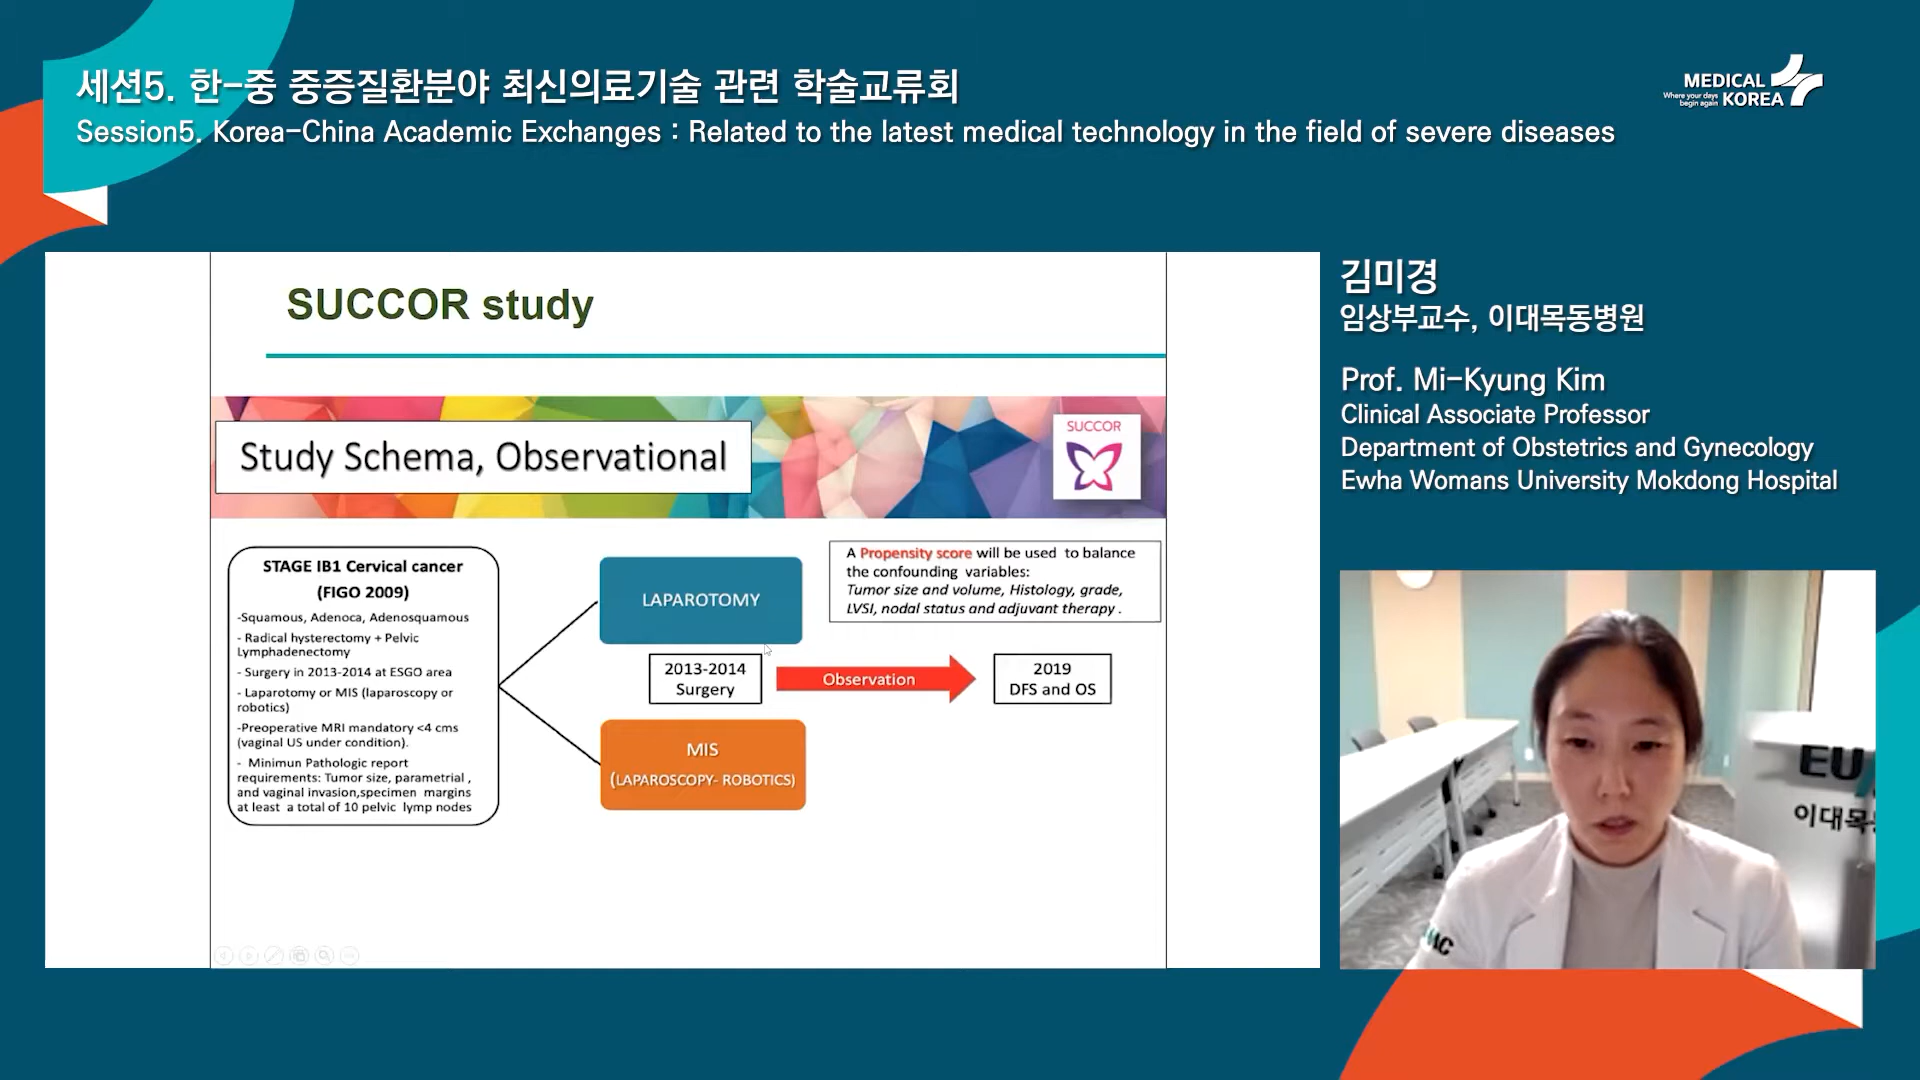 세션5. 한-중 중증질환분야 최신의료기술 관련 학술교류회
Session5. Korea-China Academic Exchanges : Related to the latest medical technology in the field of severe diseases
MEDICAL
KOREA
Where your days
begin again
SUCCOR study
Study Schema, Observational
SUCCOR
STAGE IB1 Cervical cancer
(FIGO 2009)
-Squamous, Adenoca, Adenosquamous
- Radical hysterectomy + Pelvic
Lymphadenectomy
- Surgery in 2013-2014 at ESGO area
- Laparotomy or MIS (laparoscopy or
robotics)
-Preoperative MRI mandatory <4 cms
(vaginal US under condition).
- Minimun Pathologic report
requirements: Tumor size, parametrial ,
and vaginal invasion,specimen margins
at least a total of 10 pelvic lymp nodes
LAPAROTOMY
A Propensity score will be used to balance
the confounding variables:
Tumor size and volume, Histology, grade,
LVSI, nodal status and adjuvant therapy .
2013-2014
Surgery
Observation
2019
DFS and OS
MIS
(LAPAROSCOPY- ROBOTICS)
김미경
임상부교수, 이대목동병원
Prof. Mi-Kyung Kim
Clinical Associate Professor
Department of Obstetrics and Gynecology
Ewha Womans University Mokdong Hospital
EU
이대목